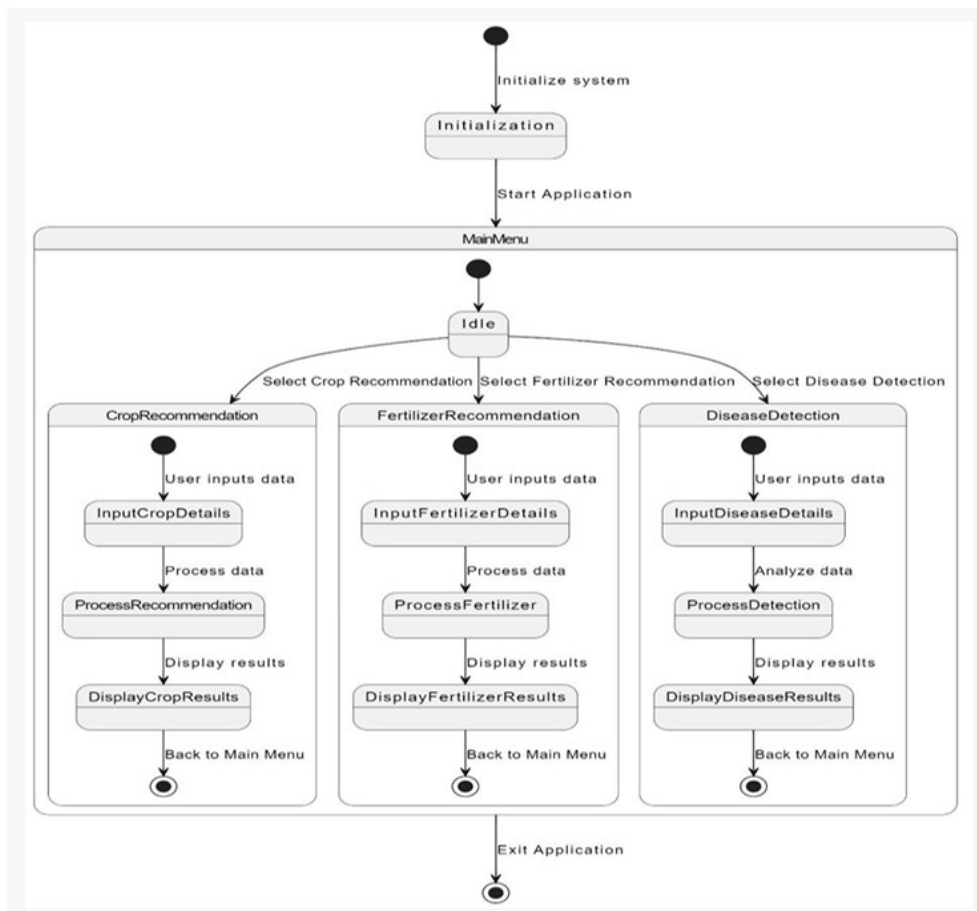 Initialize system
Initialization
Start Application
MainMenu
Idle
Select Crop Recommendation
Select Fertilizer Recommendation
Select Disease Detection
CropRecommendation
FertilizerRecommendation
DiseaseDetection
User inputs data
User inputs data
User inputs data
InputCropDetails
InputFertilizerDetails
InputDiseaseDetails
Process data
Process data
Analyze data
ProcessRecommendation
ProcessFertilizer
ProcessDetection
Display results
Display results
Display results
DisplayCropResults
DisplayFertilizerResults
DisplayDiseaseResults
Back to Main Menu
Back to Main Menu
Back to Main Menu
Exit Application